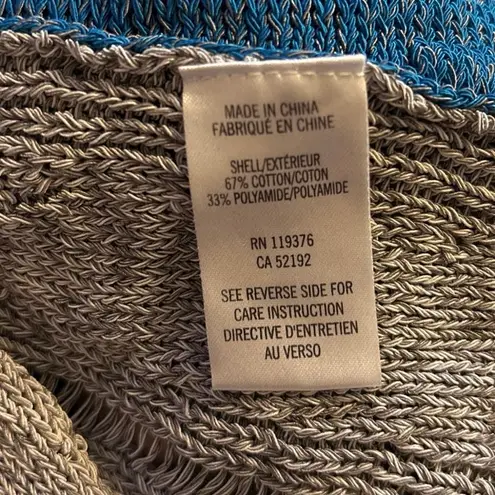 MADE IN CHINA
FABRIQUÉ EN CHINE
SHELL/EXTÉRIEUR
67% COTTON/COTON
33% POLYAMIDE/POLYAMIDE
RN 119376
CA 52192
SEE REVERSE SIDE FOR
CARE INSTRUCTION
DIRECTIVE D'ENTRETIEN
AU VERSO